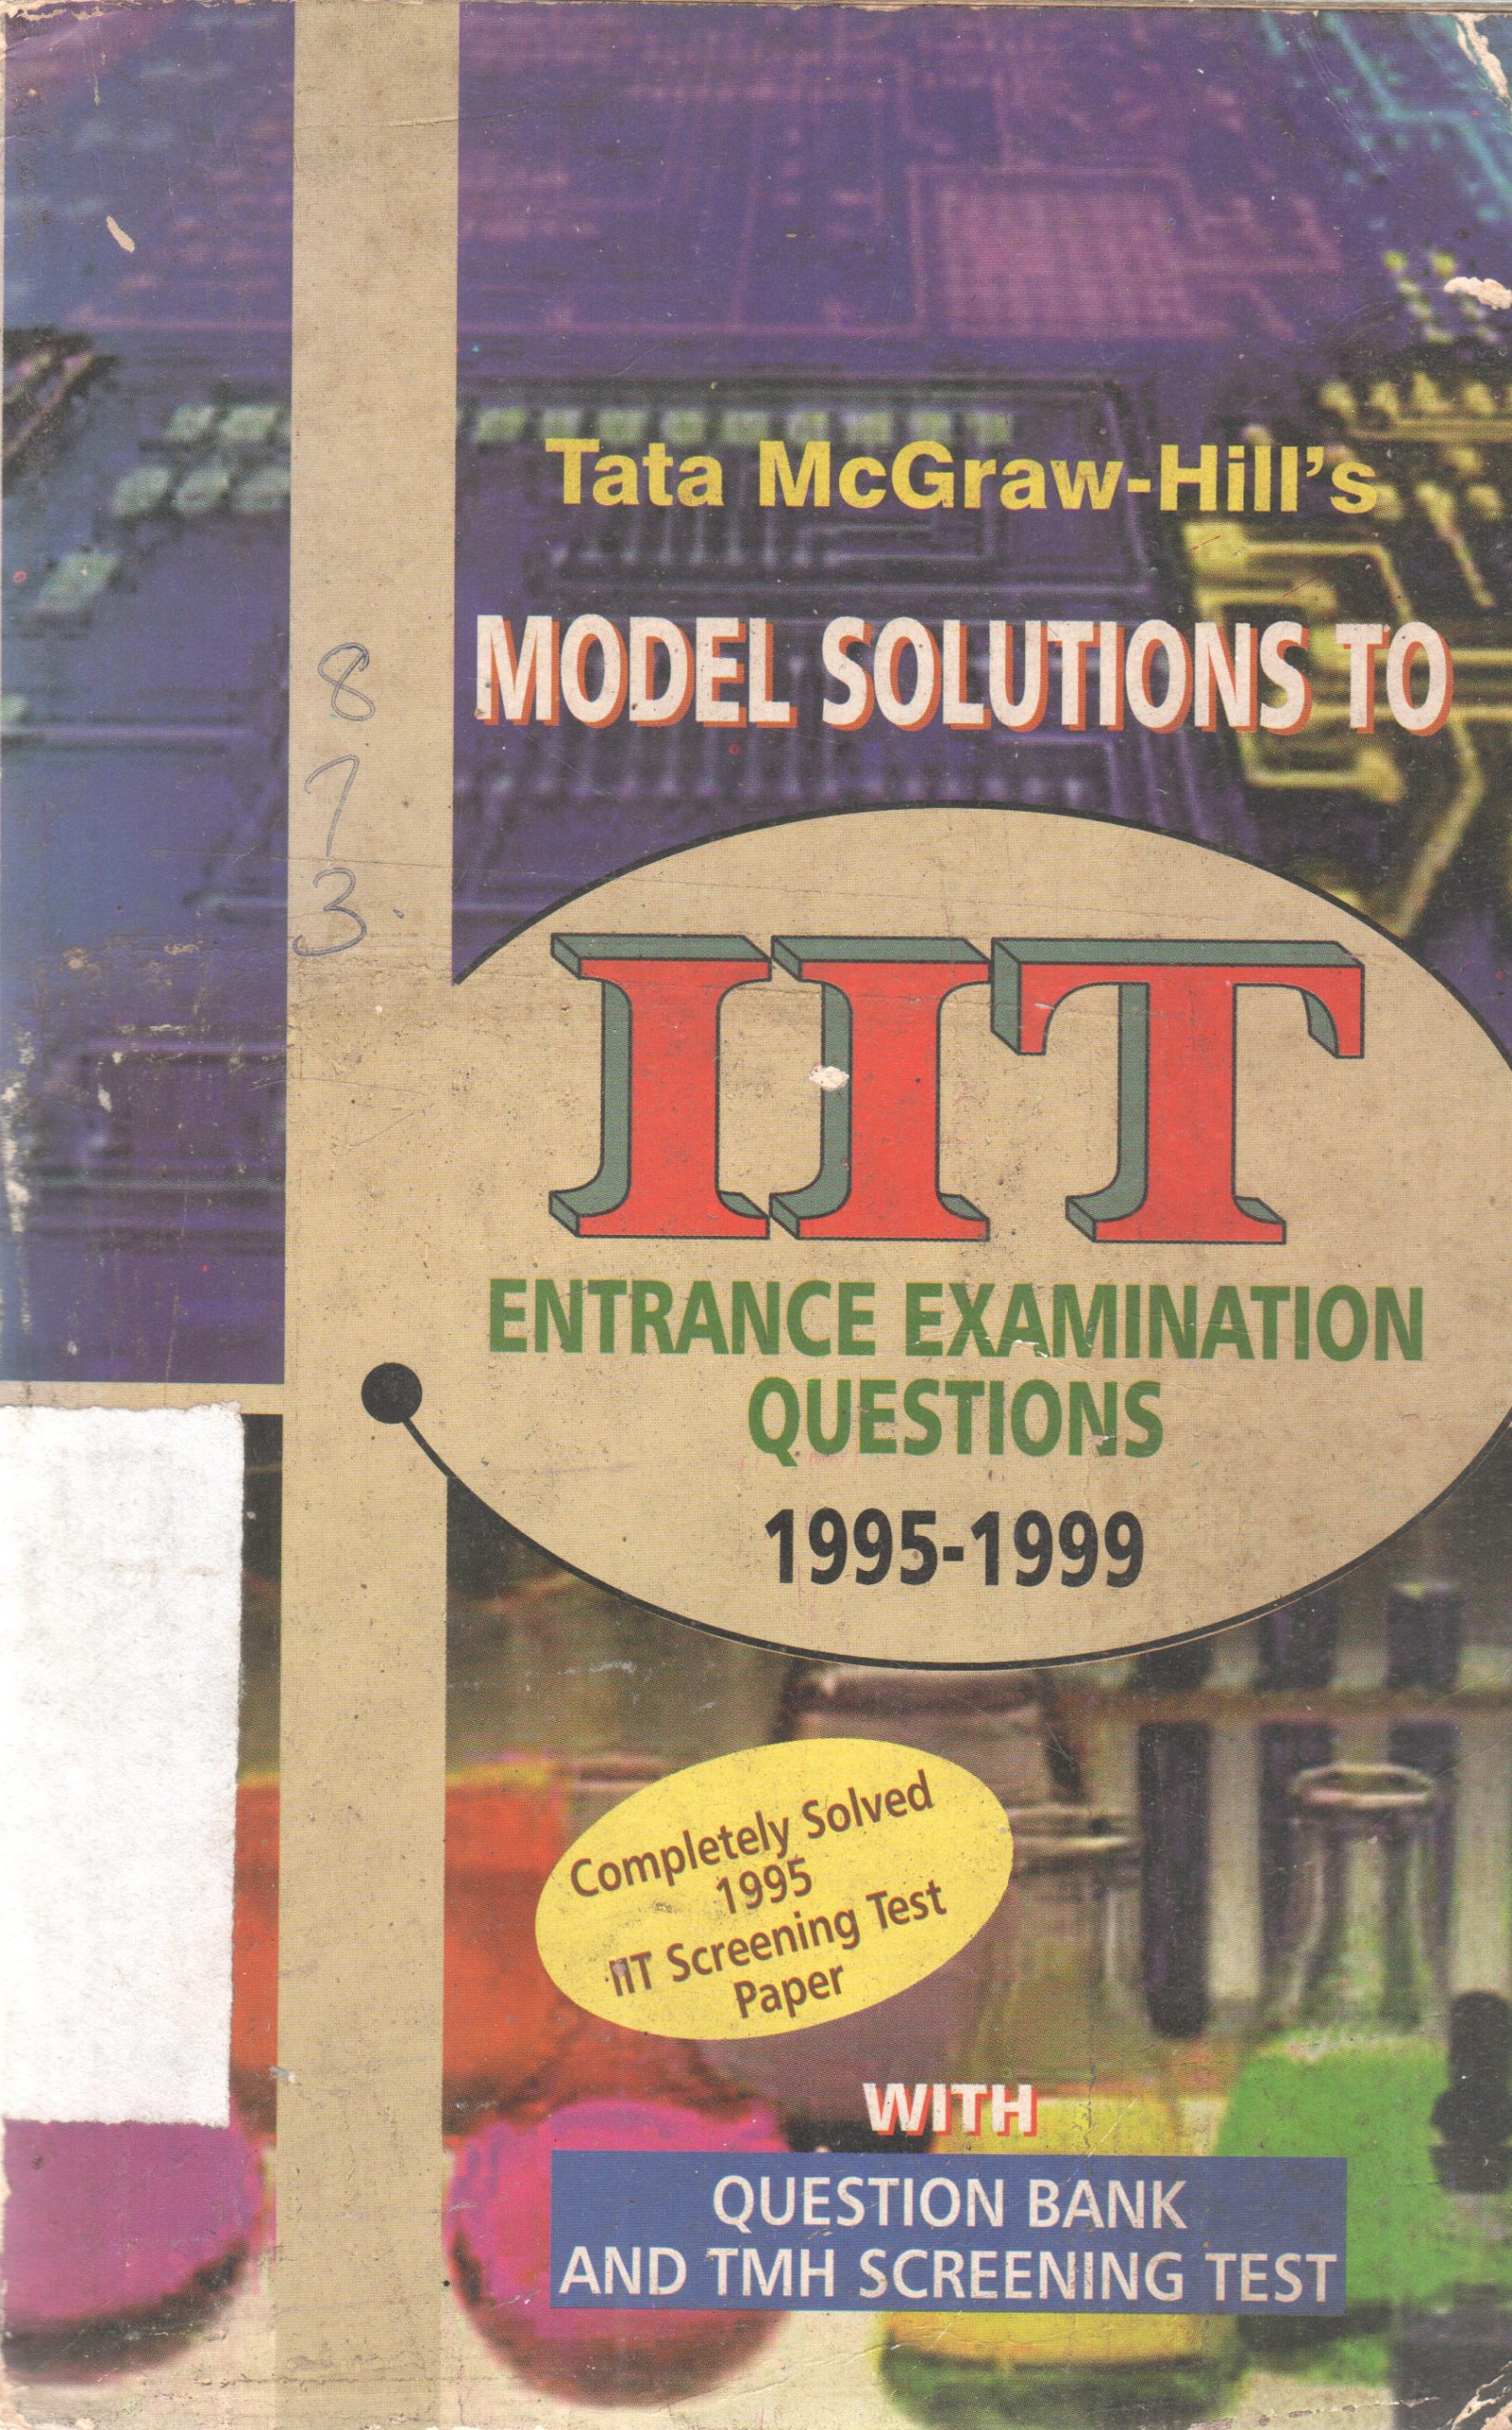 Tata McGraw-Hill's
MODEL SOLUTIONS TO
8
7
3.
IIT
ENTRANCE EXAMINATION
QUESTIONS
1995-1999
Completely Solved
1995
IIT Screening Test
Paper
WITH
QUESTION BANK
AND TMH SCREENING TEST